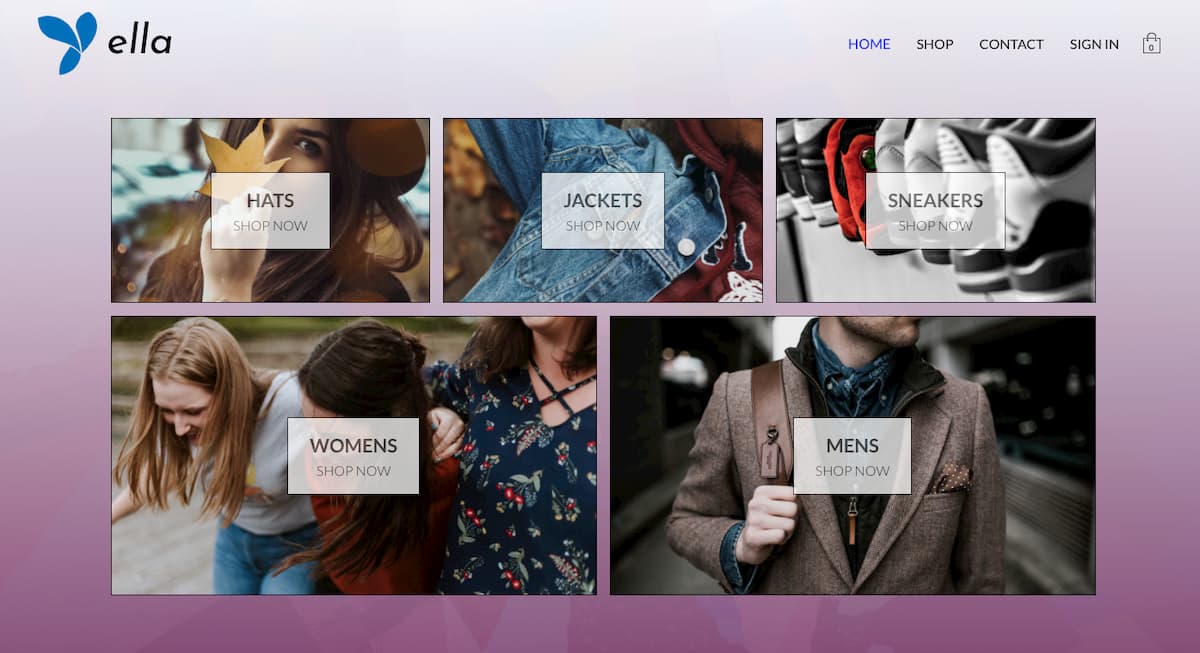 ella
HOME
SHOP
CONTACT
SIGN IN
0
HATS
SHOP NOW
JACKETS
SHOP NOW
SNEAKERS
SHOP NOW
WOMENS
SHOP NOW
MENS
SHOP NOW